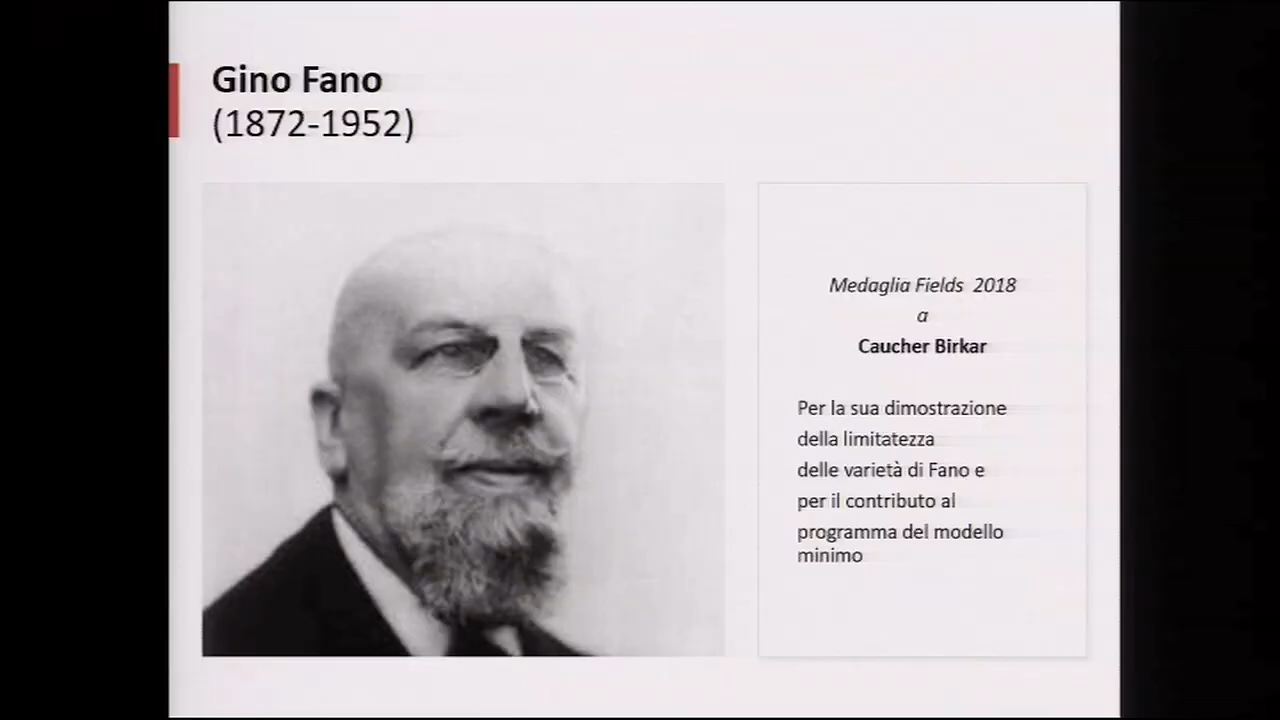 Gino Fano
(1872-1952)
Medaglia Fields 2018
a
Caucher Birkar
Per la sua dimostrazione
della limitatezza
delle varietà di Fano e
per il contributo al
programma del modello
minimo